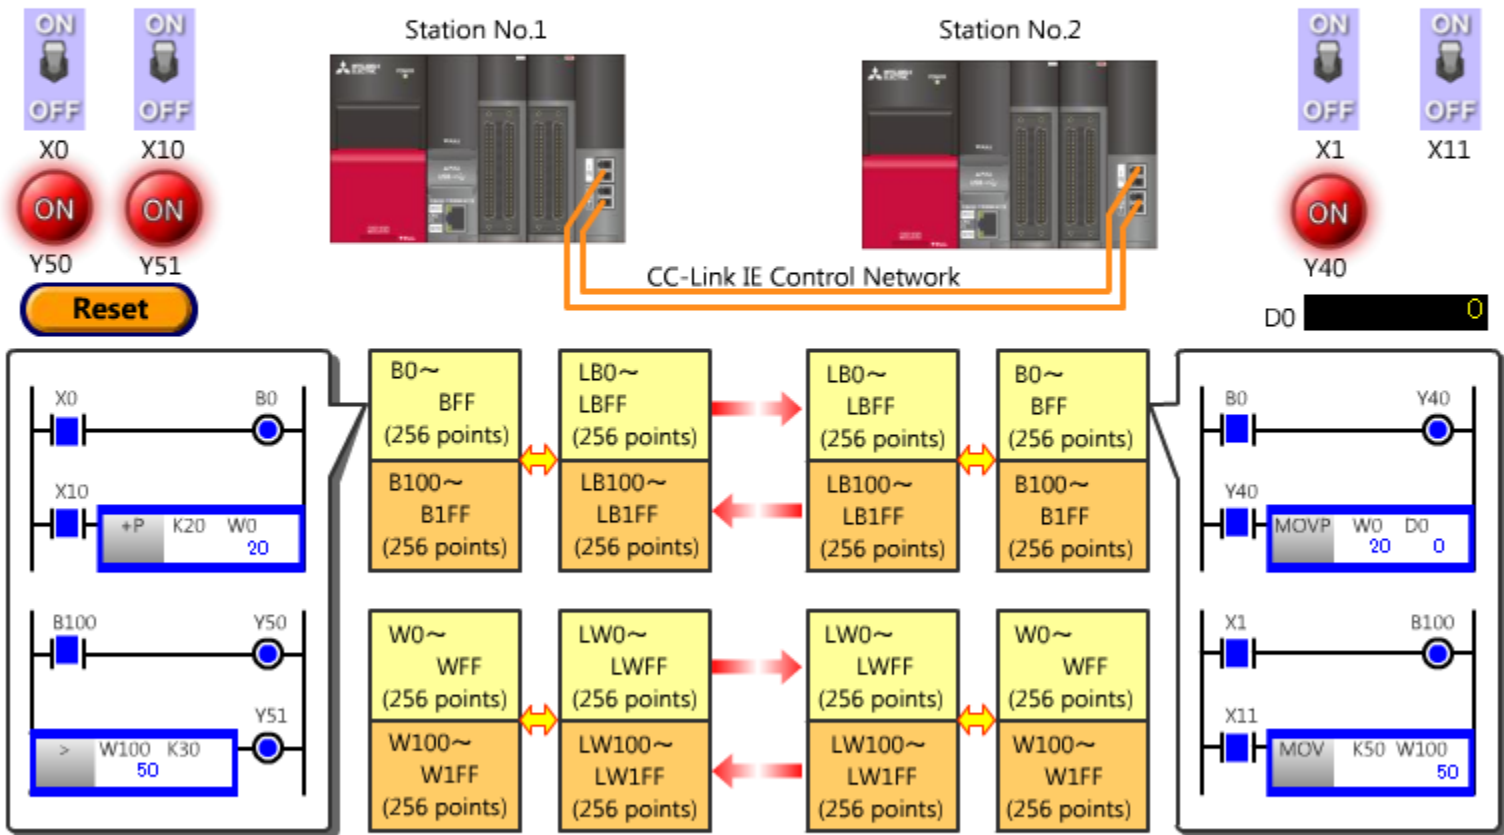 ON
OFF
X0
ON
OFF
X10
ON
Y50
ON
Y51
Reset
Station No.1
MITSUBISHI
ELECTRIC
Station No.2
MITSUBISHI
ELECTRIC
CC-Link IE Control Network
ON
OFF
X1
ON
OFF
X11
ON
Y40
D0 0
X0 B0
X10
+P K20 W0
20
B100 Y50
Y51
> W100 K30
50
B0~
BFF
(256 points)
B100~
B1FF
(256 points)
LB0~
LBFF
(256 points)
LB100~
LB1FF
(256 points)
LB0~
LBFF
(256 points)
LB100~
LB1FF
(256 points)
B0~
BFF
(256 points)
B100~
B1FF
(256 points)
W0~
WFF
(256 points)
W100~
W1FF
(256 points)
LW0~
LWFF
(256 points)
LW100~
LW1FF
(256 points)
LW0~
LWFF
(256 points)
LW100~
LW1FF
(256 points)
W0~
WFF
(256 points)
W100~
W1FF
(256 points)
B0 Y40
Y40
MOVP W0 D0
20 0
X1 B100
X11
MOV K50 W100
50